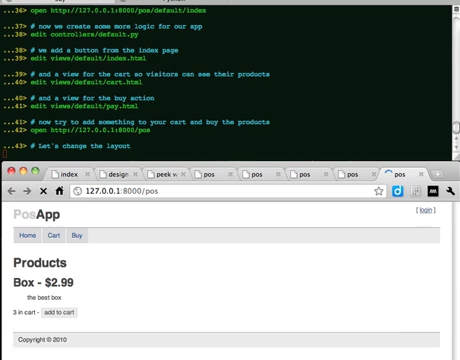 ...36> open http://127.0.0.1:8000/pos/default/index
...37> # now we create some more logic for our app
...38> # edit controllers/default.py
...38> # we add a button from the index page
...39> # edit views/default/index.html
...39> # and a view for the cart so visitors can see their products
...40> # edit views/default/cart.html
...40> # and a view for the buy action
...41> # edit views/default/pay.html
...41> # now try to add something to your cart and buy the products
...42> open http://127.0.0.1:8000/pos
...43> # Let's change the layout
index
design
peek w
pos
pos
pos
pos
pos
127.0.0.1:8000/pos
PosApp
[ login ]
Home Cart Buy
Products
Box - $2.99
the best box
3 in cart - add to cart
Copyright © 2010